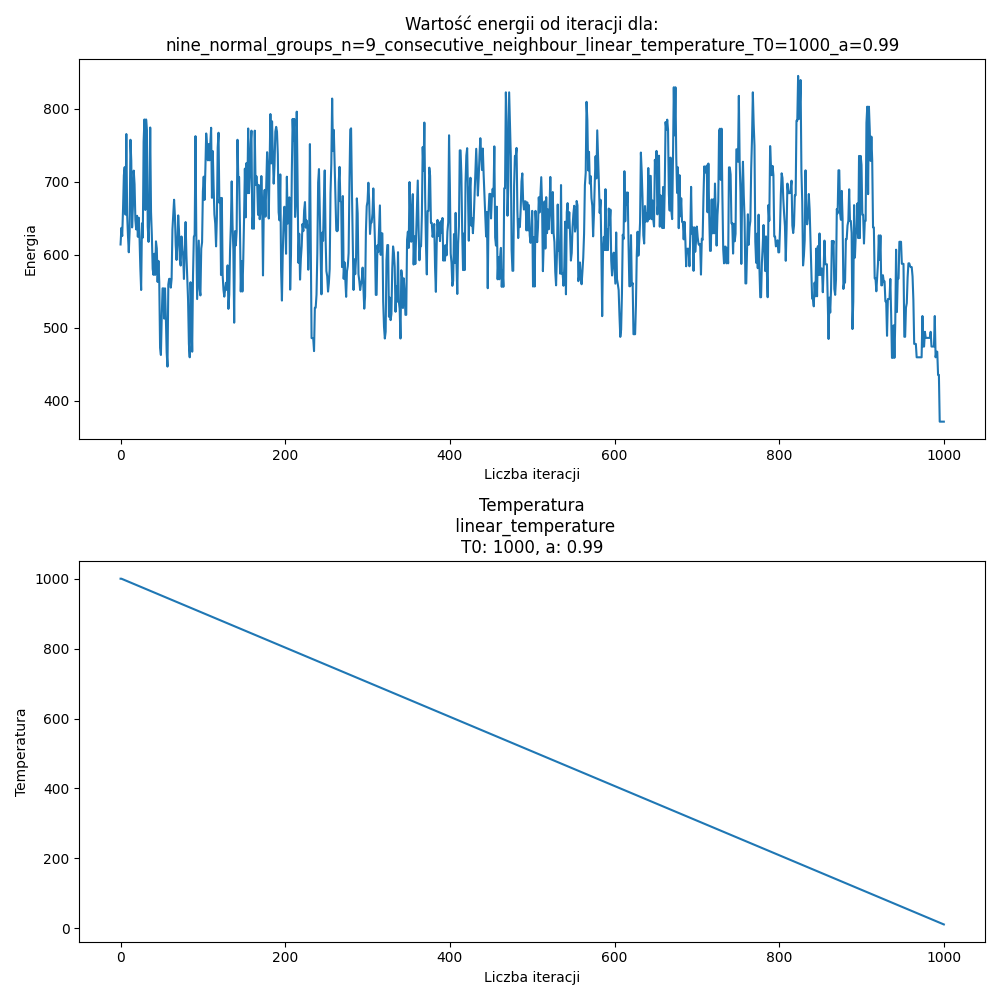 Wartość energii od iteracji dla:
nine_normal_groups_n=9_consecutive_neighbour_linear_temperature_T0=1000_a=0.99
Energia
800
700
600
500
400
0 200 400 600 800 1000
Liczba iteracji
Temperatura
linear_temperature
T0: 1000, a: 0.99
Temperatura
1000
800
600
400
200
0
0 200 400 600 800 1000
Liczba iteracji